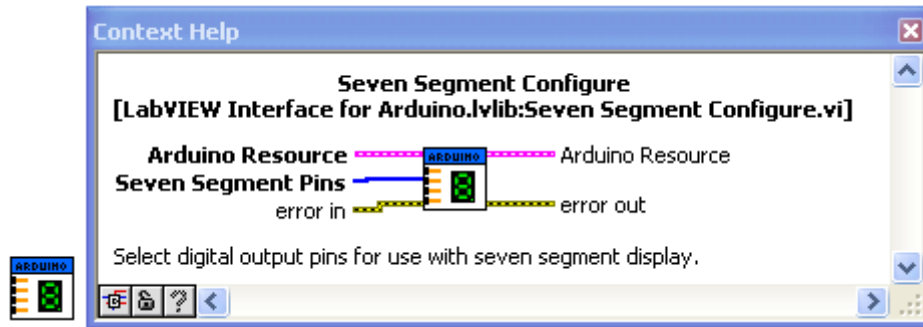 Context Help
Seven Segment Configure
[LabVIEW Interface for Arduino.lvlib:Seven Segment Configure.vi]
Arduino Resource ARDUINO Arduino Resource
Seven Segment Pins
error in error out
Select digital output pins for use with seven segment display.
ARDUINO